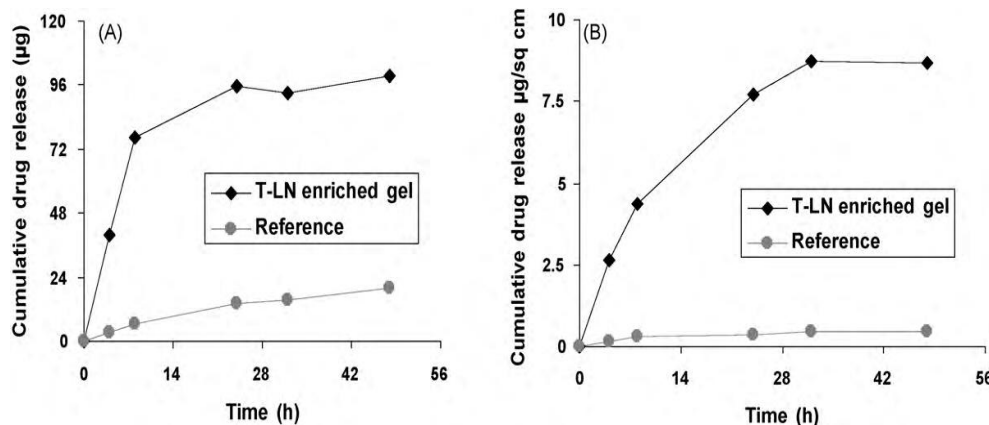 (A)
Cumulative drug release (µg)
120
96
72
48
24
0
T-LN enriched gel
Reference
0 14 28 42 56
Time (h)
(B)
Cumulative drug release µg/sq cm
10
7.5
5
2.5
0
T-LN enriched gel
Reference
0 14 28 42 56
Time (h)